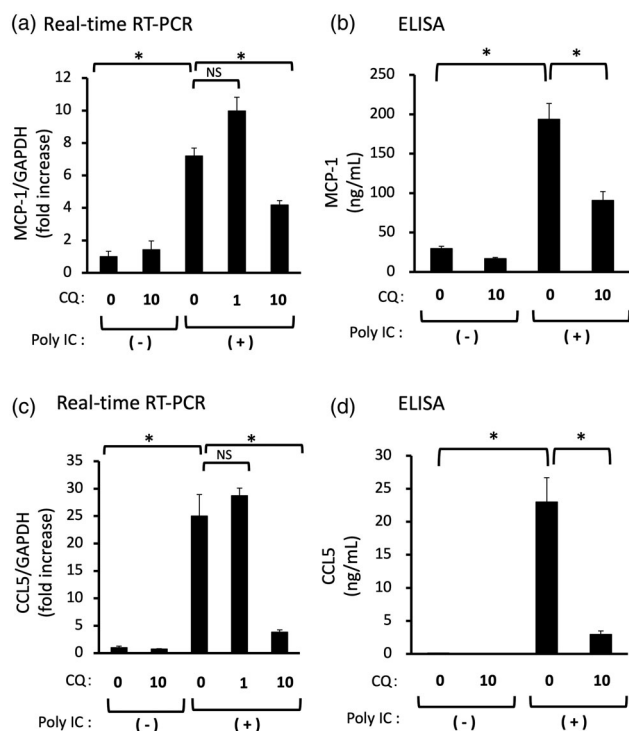 (a) Real-time RT-PCR
* *
NS
MCP-1/GAPDH
(fold increase)
12
10
8
6
4
2
0
CQ: 0 10 0 1 10
Poly IC : ( - ) ( + )
(b) ELISA
* *
MCP-1
(ng/mL)
250
200
150
100
50
0
0 10 0 10
( - ) ( + )
(c) Real-time RT-PCR
* *
NS
CCL5/GAPDH
(fold increase)
35
30
25
20
15
10
5
0
CQ: 0 10 0 1 10
Poly IC : ( - ) ( + )
(d) ELISA
* *
CCL5
(ng/mL)
30
25
20
15
10
5
0
CQ: 0 10 0 10
Poly IC : ( - ) ( + )